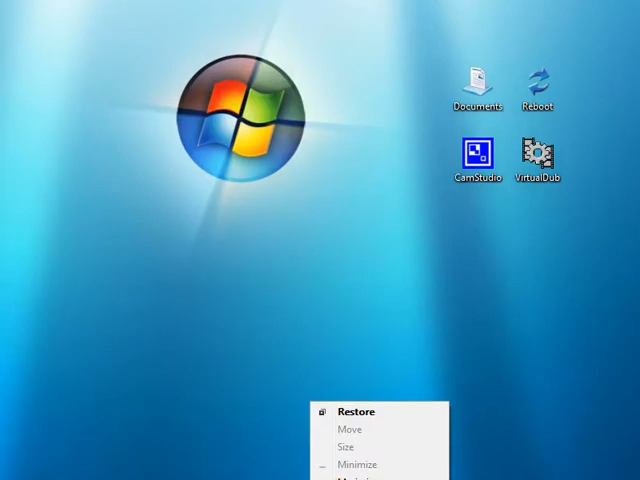 Documents
Reboot
CamStudio
VirtualDub
Restore
Move
Size
Minimize